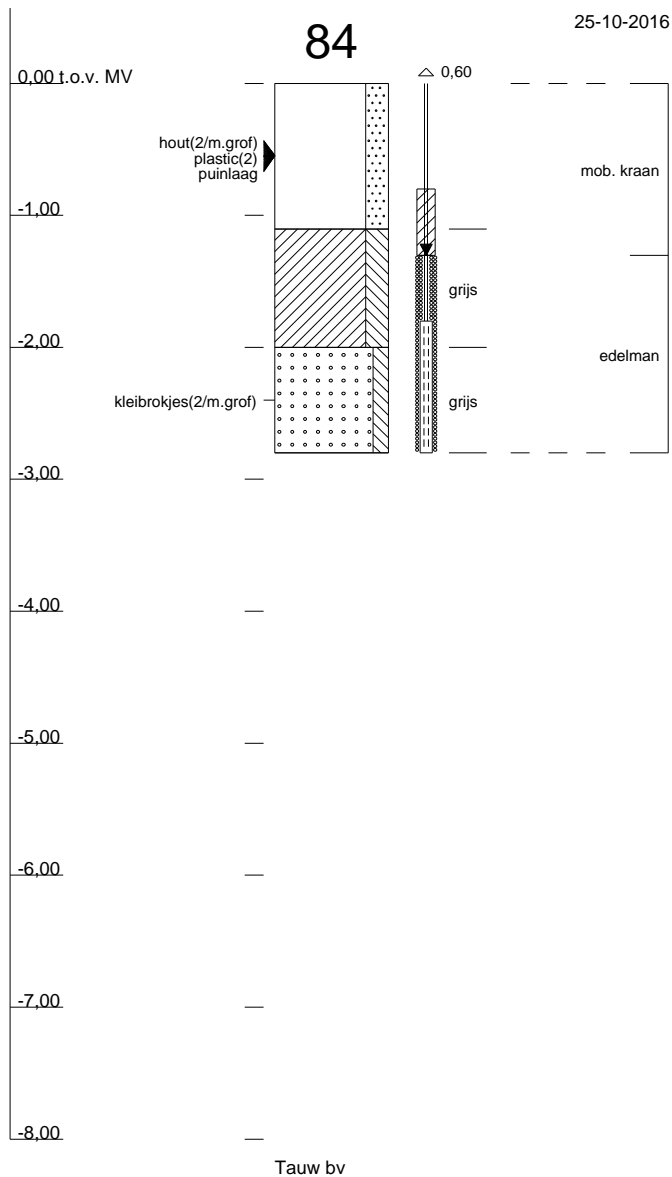 84
25-10-2016
0,00 t.o.v. MV
0,60
hout(2/m.grof)
plastic(2)
puinlaag
mob. kraan
-1,00
grijs
-2,00
edelman
kleibrokjes(2/m.grof)
grijs
-3,00
-4,00
-5,00
-6,00
-7,00
-8,00
Tauw bv